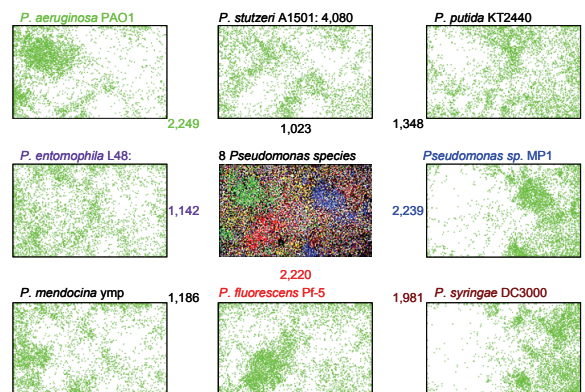 P. aeruginosa PAO1
P. stutzeri A1501: 4,080
P. putida KT2440
2,249
1,023
1,348
P. entomophila L48:
8 Pseudomonas species
Pseudomonas sp. MP1
1,142
2,239
2,220
P. mendocina ymp
1,186
P. fluorescens Pf-5
1,981
P. syringae DC3000